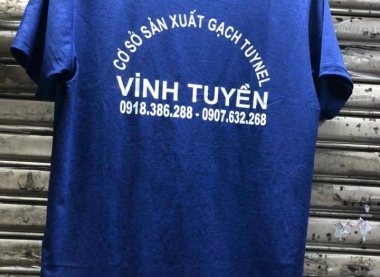 CƠ SỞ SẢN XUẤT GẠCH TUYNEL
VĨNH TUYỀN
0918.386.288 - 0907.632.268